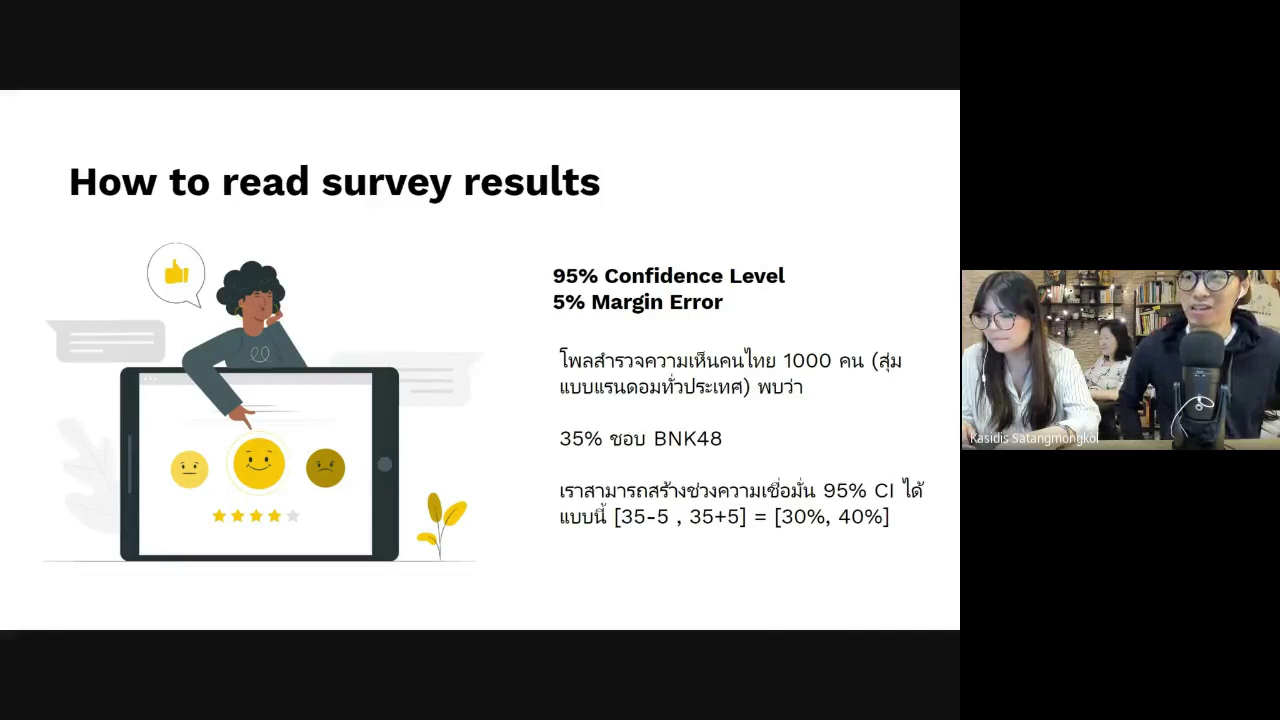 How to read survey results
95% Confidence Level
5% Margin Error
โพลสำรวจความเห็นคนไทย 1000 คน (สุ่ม
แบบแรนดอมทั่วประเทศ) พบว่า
35% ชอบ BNK48
เราสามารถสร้างช่วงความเชื่อมั่น 95% CI ได้
แบบนี้ [35-5 , 35+5] = [30%, 40%]
Kasidis Satangmongkol